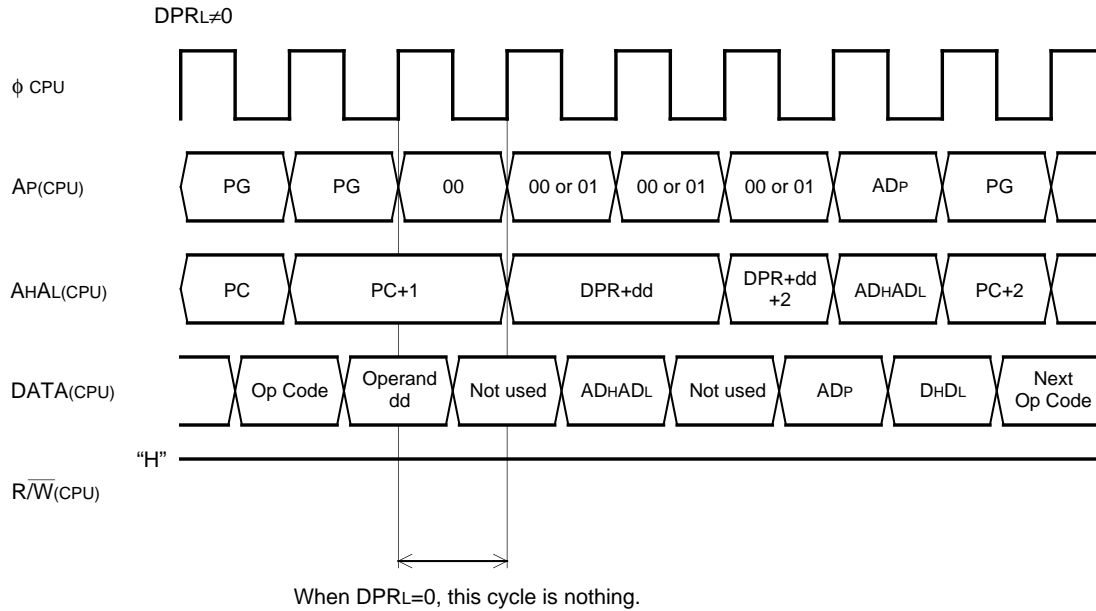 DPRL≠0
ϕ CPU
AP(CPU) PG PG 00 00 or 01 00 or 01 00 or 01 ADP PG
AHAL(CPU) PC PC+1 DPR+dd DPR+dd +2 ADHADL PC+2
DATA(CPU) Op Code Operand dd Not used ADHADL Not used ADP DHDL Next Op Code
“H”
R/W̅(CPU)
When DPRL=0, this cycle is nothing.